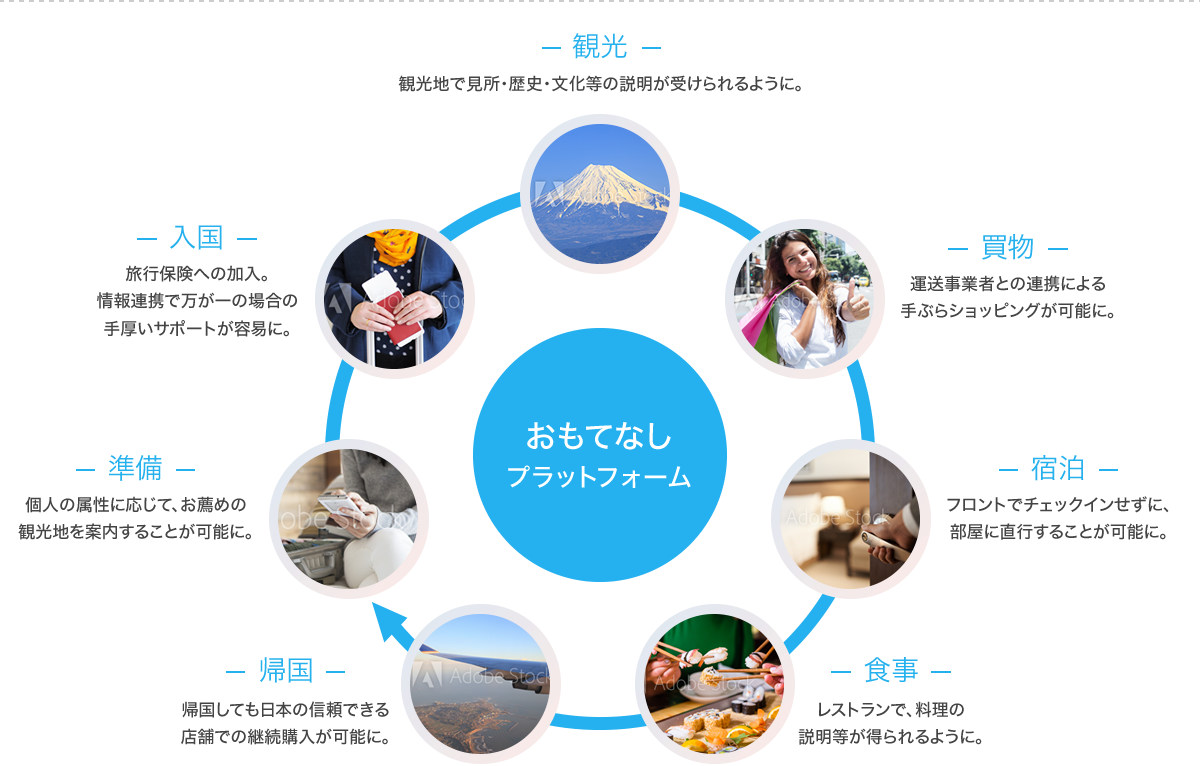 観光
観光地で見所・歴史・文化等の説明が受けられるように。
入国
旅行保険への加入。
情報連携で万が一の場合の
手厚いサポートが容易に。
買物
運送事業者との連携による
手ぶらショッピングが可能に。
おもてなし
プラットフォーム
準備
個人の属性に応じて、お薦めの
観光地を案内することが可能に。
宿泊
フロントでチェックインせずに、
部屋に直行することが可能に。
帰国
帰国しても日本の信頼できる
店舗での継続購入が可能に。
食事
レストランで、料理の
説明等が得られるように。
Adobe Stock
Adobe Stock
Adobe Stock
Adobe Stock